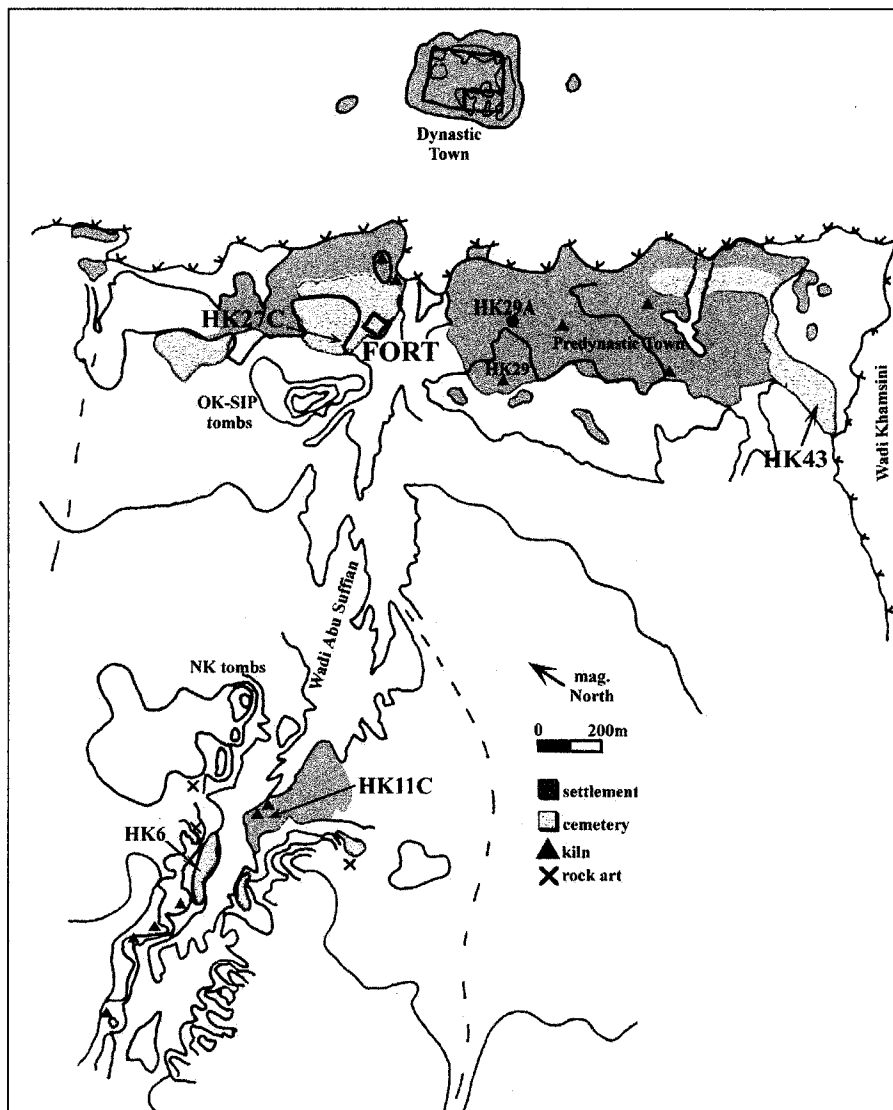 Dynastic
Town
HK27C
FORT
HK29A
Predynastic Town
HK29
OK-SIP
tombs
HK43
Wadi Khamsini
Wadi Abu Suffian
NK tombs
mag.
North
0 200m
HK11C
HK6
settlement
cemetery
kiln
rock art